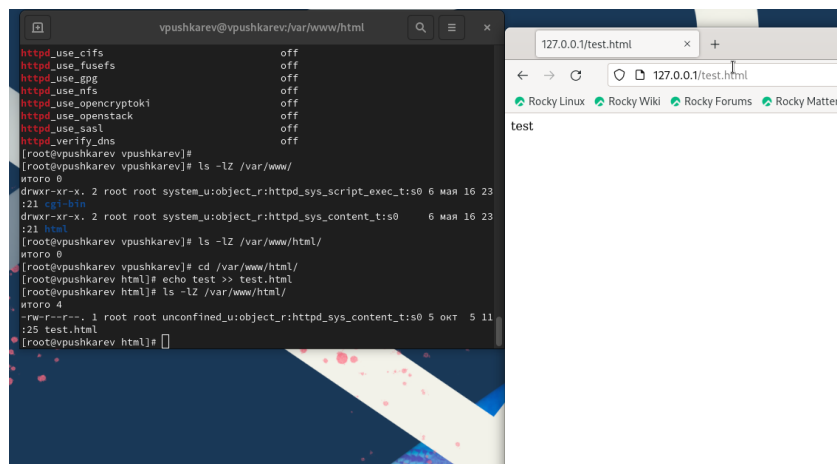 vpushkarev@vpushkarev:/var/www/html
httpd_use_cifs off
httpd_use_fusefs off
httpd_use_gpg off
httpd_use_nfs off
httpd_use_opencryptoki off
httpd_use_openstack off
httpd_use_sasl off
httpd_verify_dns off
[root@vpushkarev vpushkarev]#
[root@vpushkarev vpushkarev]# ls -lZ /var/www/
итого 0
drwxr-xr-x. 2 root root system_u:object_r:httpd_sys_script_exec_t:s0 6 мая 16 23
:21 cgi-bin
drwxr-xr-x. 2 root root system_u:object_r:httpd_sys_content_t:s0 6 мая 16 23
:21 html
[root@vpushkarev vpushkarev]# ls -lZ /var/www/html/
итого 0
[root@vpushkarev vpushkarev]# cd /var/www/html/
[root@vpushkarev html]# echo test >> test.html
[root@vpushkarev html]# ls -lZ /var/www/html/
итого 4
-rw-r--r--. 1 root root unconfined_u:object_r:httpd_sys_content_t:s0 5 окт 5 11
:25 test.html
[root@vpushkarev html]#
127.0.0.1/test.html
127.0.0.1/test.html
Rocky Linux Rocky Wiki Rocky Forums Rocky Matter
test